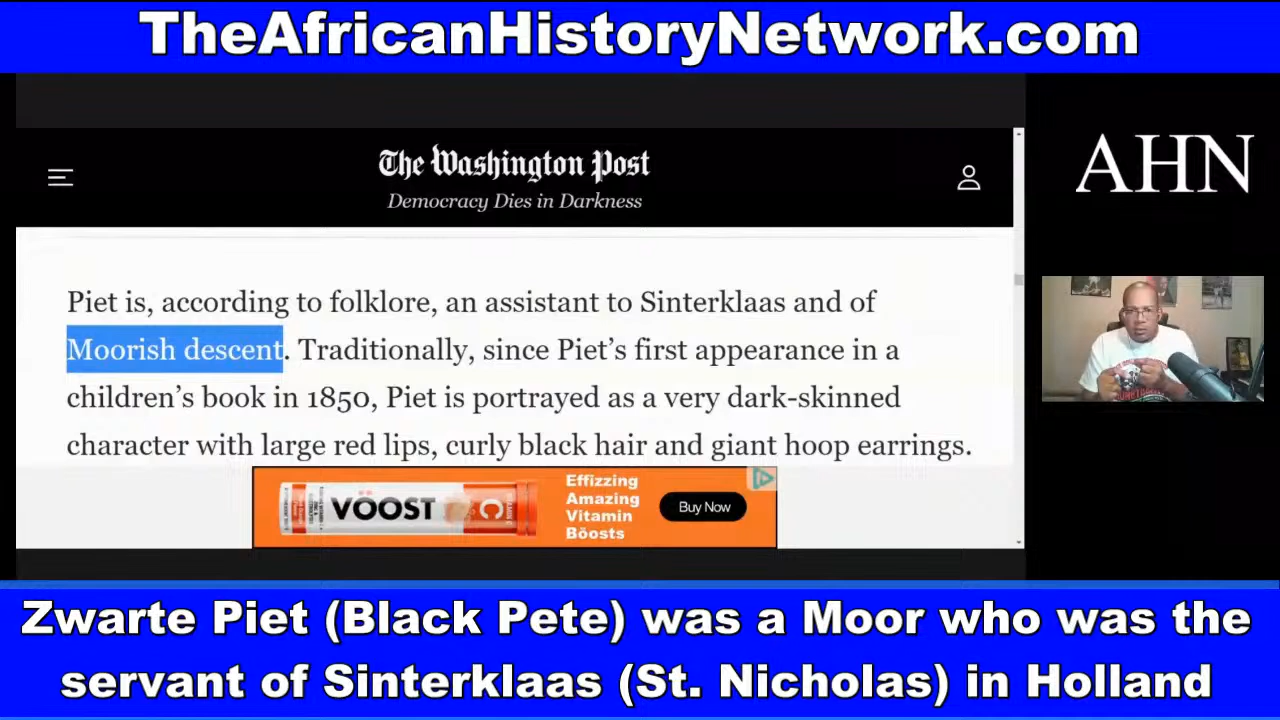 TheAfricanHistoryNetwork.com
The Washington Post
Democracy Dies in Darkness
AHN
Piet is, according to folklore, an assistant to Sinterklaas and of
Moorish descent. Traditionally, since Piet's first appearance in a
children's book in 1850, Piet is portrayed as a very dark-skinned
character with large red lips, curly black hair and giant hoop earrings.
VÖOST
C
Effizzing
Amazing
Vitamin
Böosts
Buy Now
Zwarte Piet (Black Pete) was a Moor who was the
servant of Sinterklaas (St. Nicholas) in Holland